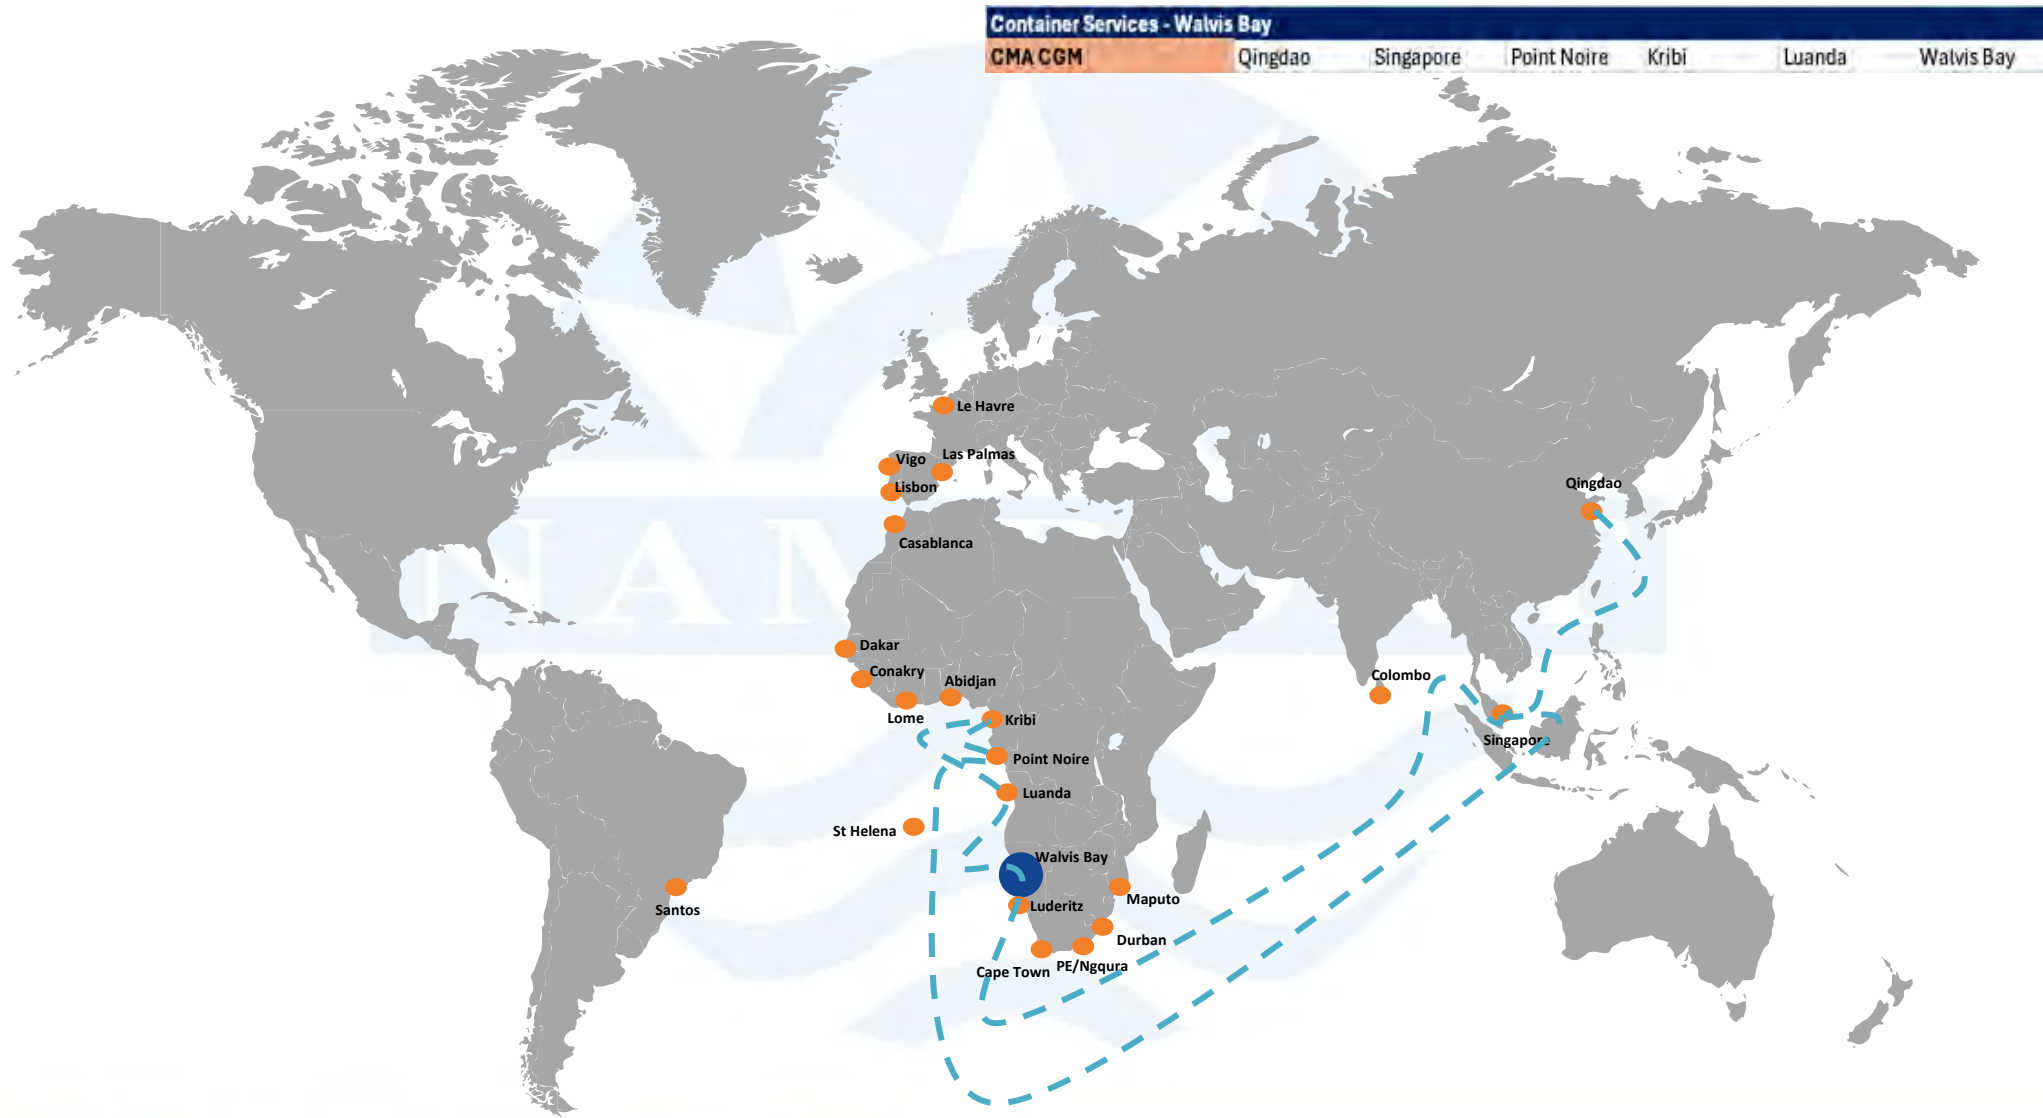 Container Services - Walvis Bay
CMA CGM Qingdao Singapore Point Noire Kribi Luanda Walvis Bay
Le Havre
Las Palmas
Vigo
Lisbon
Qingdao
Casablanca
Dakar
Conakry
Colombo
Abidjan
Lome
Kribi
Singapore
Point Noire
Luanda
St Helena
Walvis Bay
Maputo
Luderitz
Santos
Durban
PE/Ngqura
Cape Town